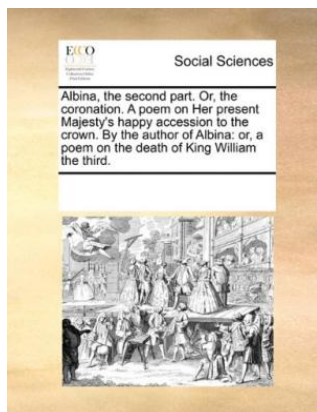 ECCO
Social Sciences
Albina, the second part. Or, the
coronation. A poem on Her present
Majesty's happy accession to the
crown. By the author of Albina: or, a
poem on the death of King William
the third.